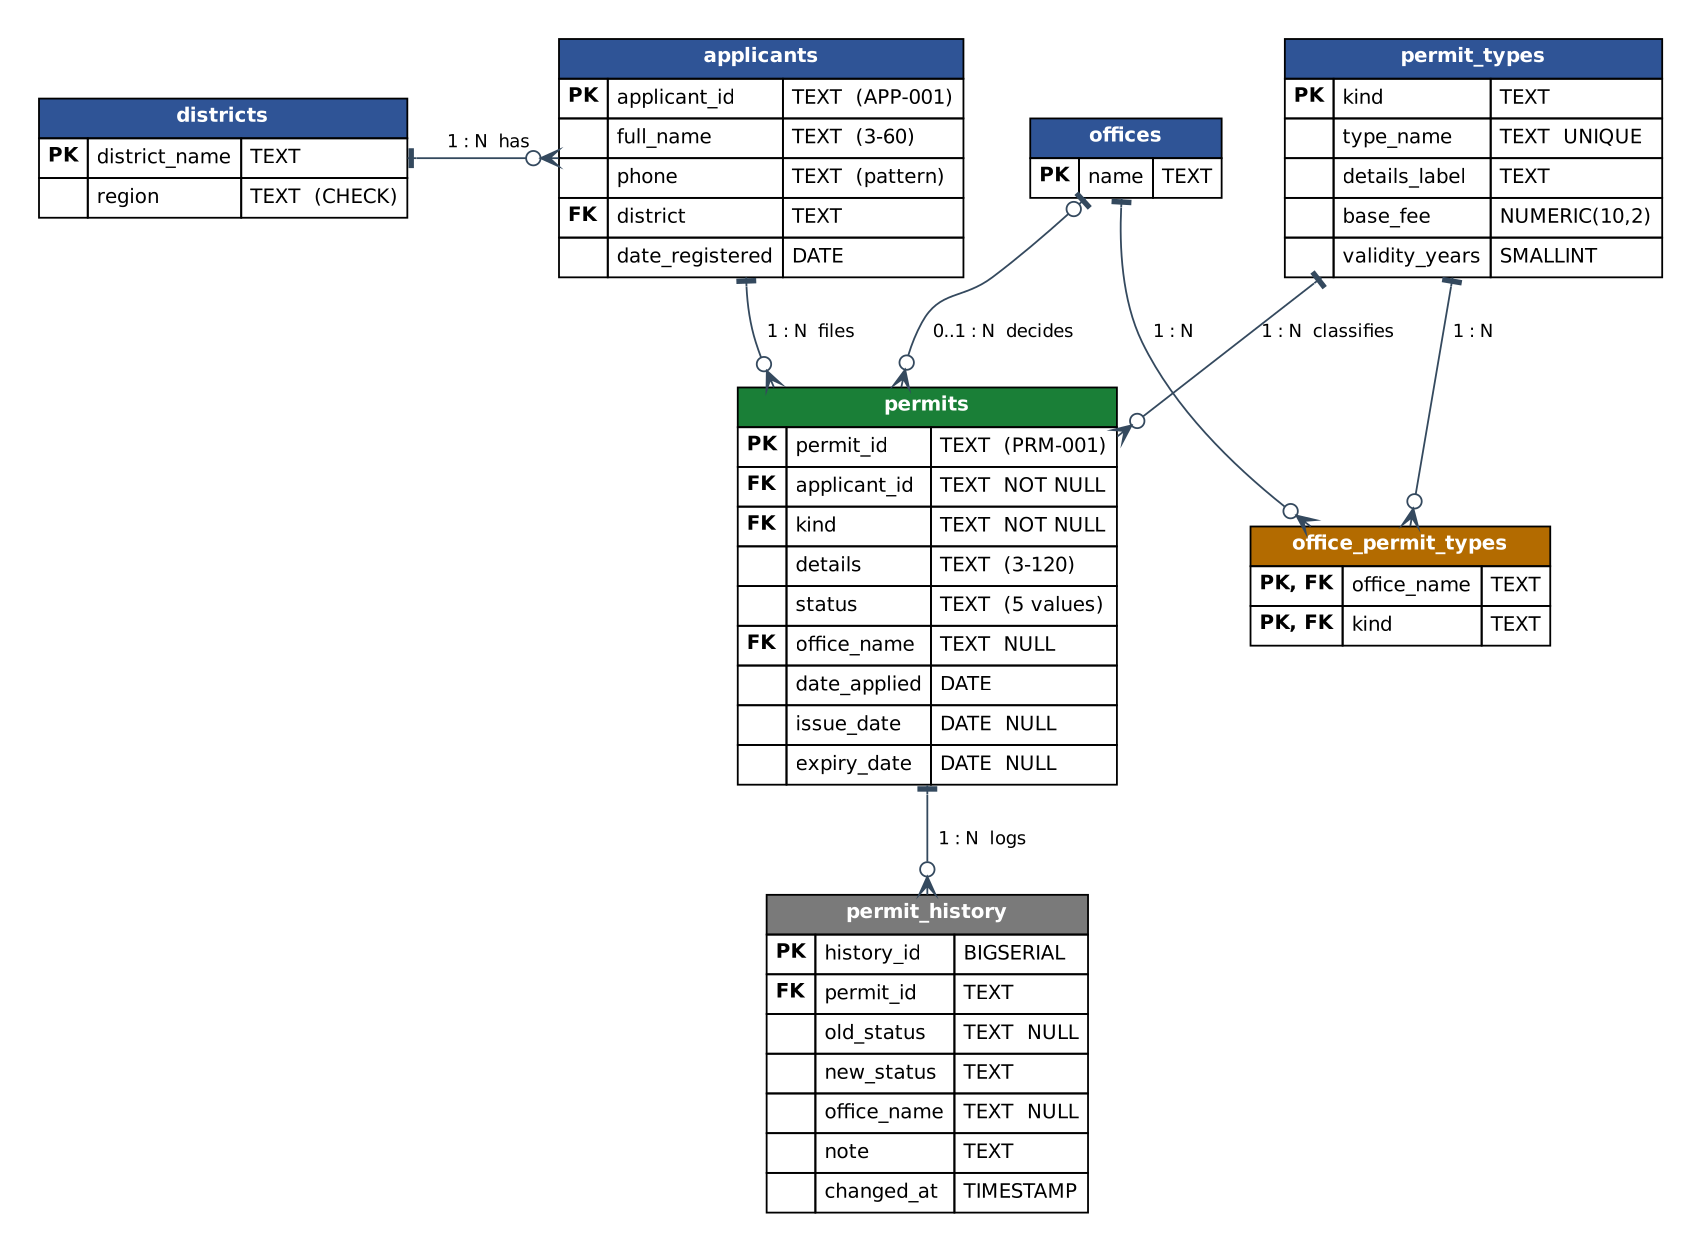 districts
PK district_name TEXT
region TEXT (CHECK)
1 : N has
applicants
PK applicant_id TEXT (APP-001)
full_name TEXT (3-60)
phone TEXT (pattern)
FK district TEXT
date_registered DATE
offices
PK name TEXT
permit_types
PK kind TEXT
type_name TEXT UNIQUE
details_label TEXT
base_fee NUMERIC(10,2)
validity_years SMALLINT
1 : N files
0..1 : N decides
1 : N
1 : N classifies
1 : N
permits
PK permit_id TEXT (PRM-001)
FK applicant_id TEXT NOT NULL
FK kind TEXT NOT NULL
details TEXT (3-120)
status TEXT (5 values)
FK office_name TEXT NULL
date_applied DATE
issue_date DATE NULL
expiry_date DATE NULL
office_permit_types
PK, FK office_name TEXT
PK, FK kind TEXT
1 : N logs
permit_history
PK history_id BIGSERIAL
FK permit_id TEXT
old_status TEXT NULL
new_status TEXT
office_name TEXT NULL
note TEXT
changed_at TIMESTAMP